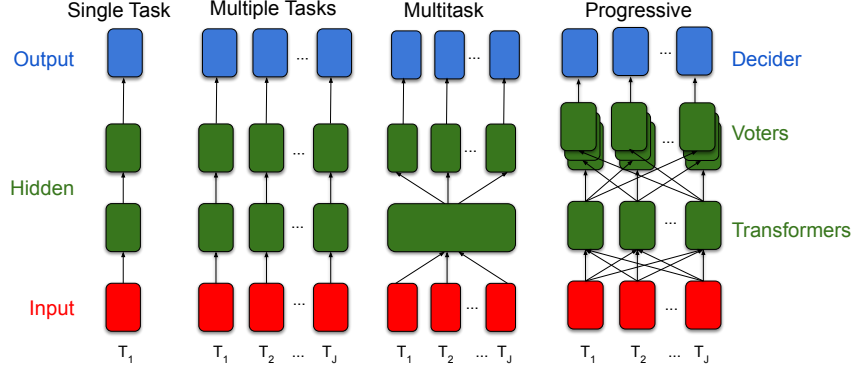 Single Task Multiple Tasks Multitask Progressive
Output ... ... ... Decider
... ... ... Voters
Hidden
... ... Transformers
Input ... ... ... ...
T1 T1 T2 ... TJ T1 T2 ... TJ T1 T2 ... TJ